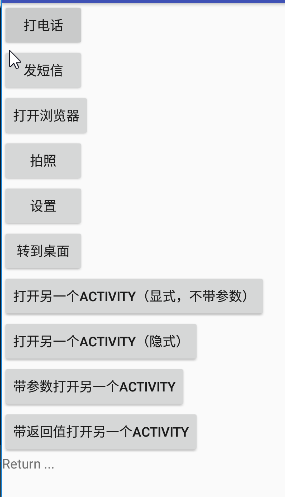 打电话
发短信
打开浏览器
拍照
设置
转到桌面
打开另一个ACTIVITY（显式，不带参数）
打开另一个ACTIVITY（隐式）
带参数打开另一个ACTIVITY
带返回值打开另一个ACTIVITY
Return ...